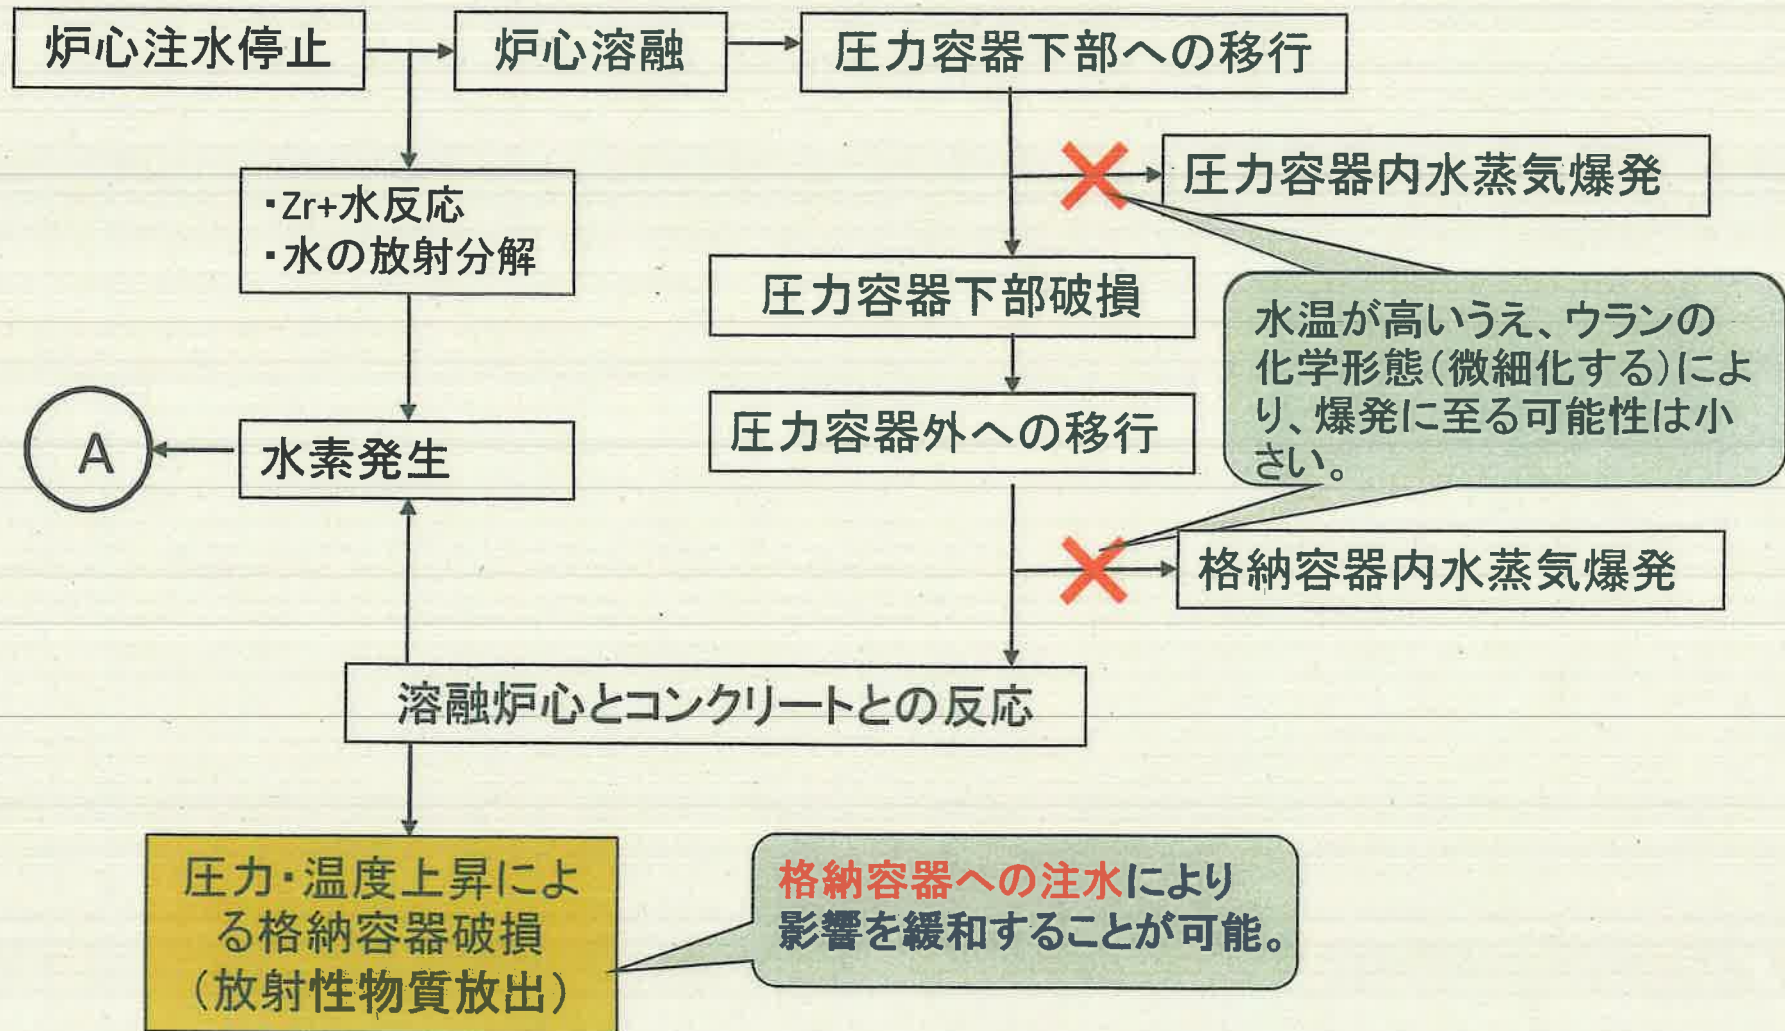 炉心注水停止
炉心溶融
圧力容器下部への移行
・Zr+水反応
・水の放射分解
圧力容器内水蒸気爆発
圧力容器下部破損
水温が高いうえ、ウランの
化学形態(微細化する)によ
り、爆発に至る可能性は小
さい。
圧力容器外への移行
A
水素発生
格納容器内水蒸気爆発
溶融炉心とコンクリートとの反応
圧力・温度上昇によ
る格納容器破損
(放射性物質放出)
格納容器への注水により
影響を緩和することが可能。